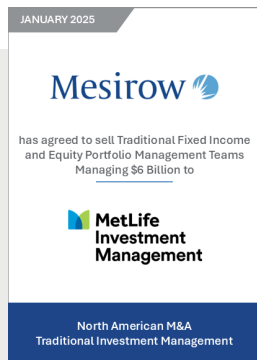 JANUARY 2025
Mesirow
has agreed to sell Traditional Fixed Income
and Equity Portfolio Management Teams
Managing $6 Billion to
MetLife
Investment
Management
North American M&A
Traditional Investment Management